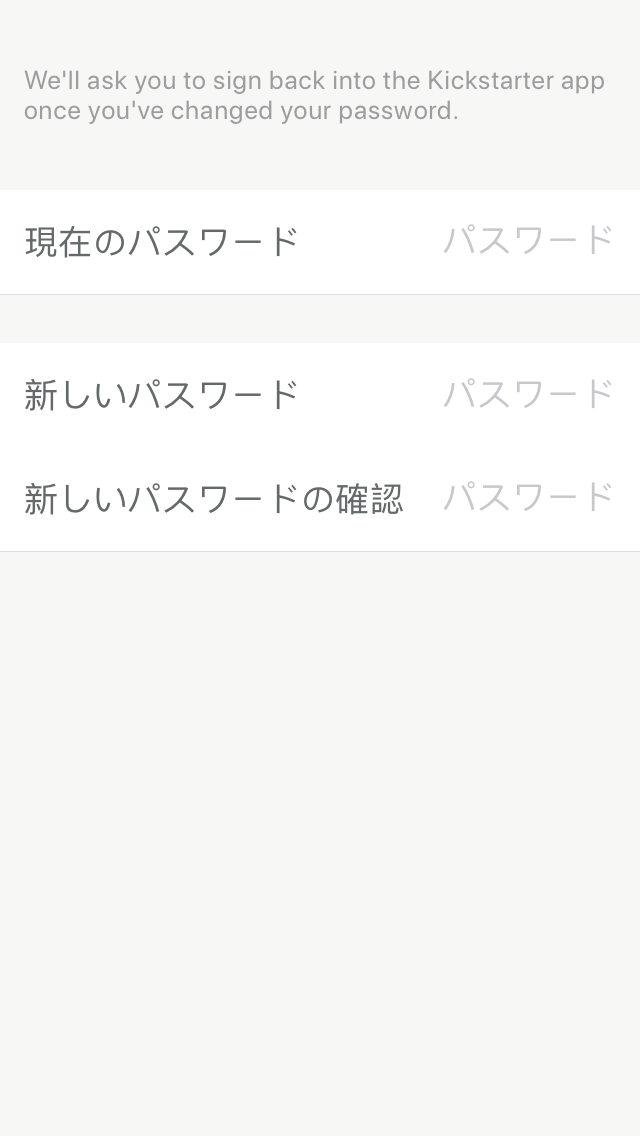 We'll ask you to sign back into the Kickstarter app
once you've changed your password.
現在のパスワード パスワード
新しいパスワード パスワード
新しいパスワードの確認 パスワード